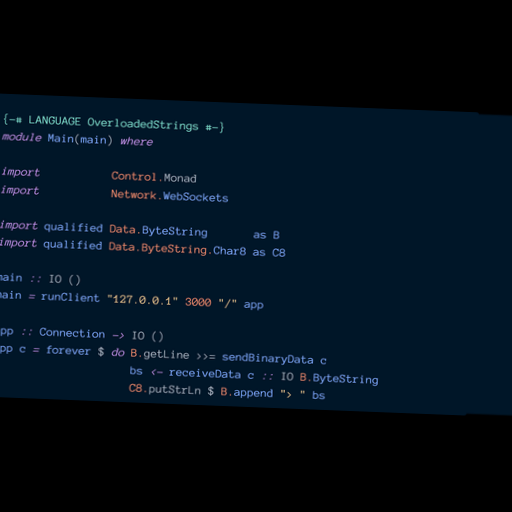 {-# LANGUAGE OverloadedStrings #-}
module Main(main) where
import Control.Monad
import Network.WebSockets
import qualified Data.ByteString as B
import qualified Data.ByteString.Char8 as C8
main :: IO ()
main = runClient "127.0.0.1" 3000 "/" app
pp :: Connection -> IO ()
pp c = forever $ do B.getLine >>= sendBinaryData c
bs <- receiveData c :: IO B.ByteString
C8.putStrLn $ B.append "> " bs